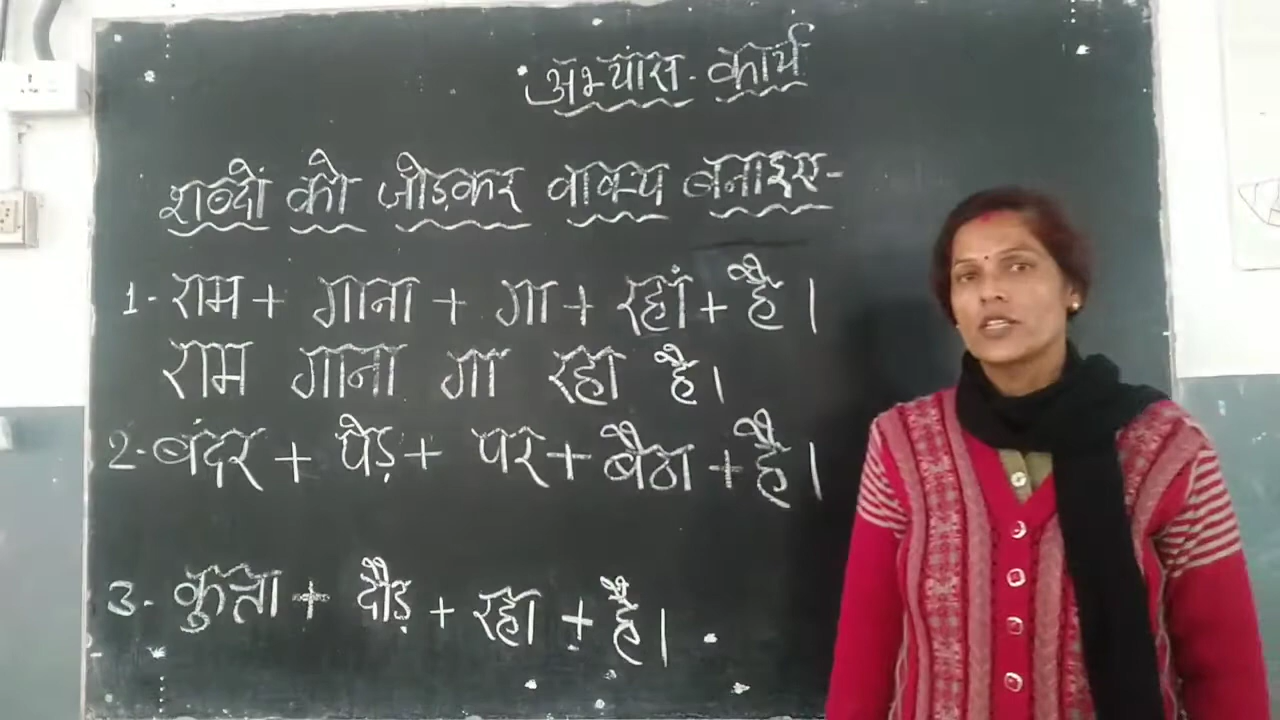 अभ्यास-कार्य
शब्दों को जोड़कर वाक्य बनाइए-
1- राम + गाना + गा + रहा + है।
राम गाना गा रहा है।
2- बंदर + पेड़ + पर + बैठा + है।
3- कुत्ता + दौड़ + रहा + है।